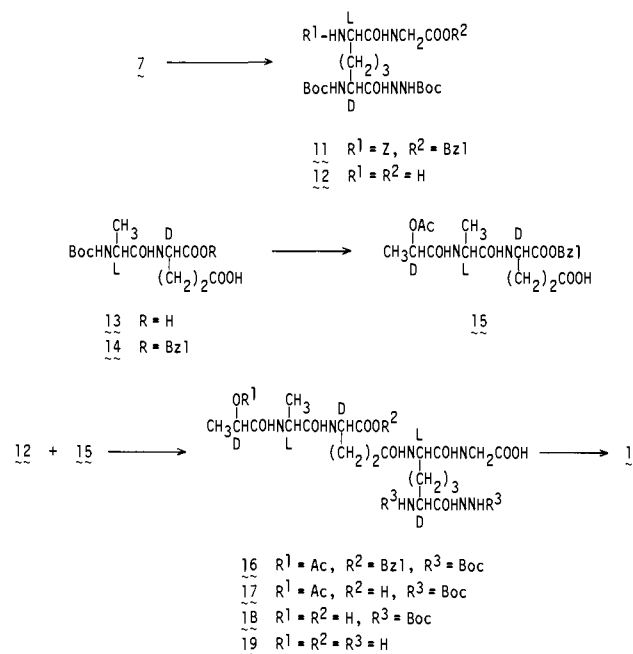 L
R1-HNCHCOHNCH2COOR2
7 (CH2)3
BocHNCHCOHNNHBoc
D
11 R1 = Z, R2 = Bzl
12 R1 = R2 = H
CH3 D
BocHNCHCOHNCHCOOR
L (CH2)2COOH
13 R = H
14 R = Bzl
OAc CH3 D
CH3CHCOHNCHCOHNCHCOOBzl
D L (CH2)2COOH
15
OR1 CH3 D
CH3CHCOHNCHCOHNCHCOOR2 L
12 + 15 D L (CH2)2COHNCHCOHNCH2COOH 1
(CH2)3
R3HNCHCOHNNHR3
D
16 R1 = Ac, R2 = Bzl, R3 = Boc
17 R1 = Ac, R2 = H, R3 = Boc
18 R1 = R2 = H, R3 = Boc
19 R1 = R2 = R3 = H